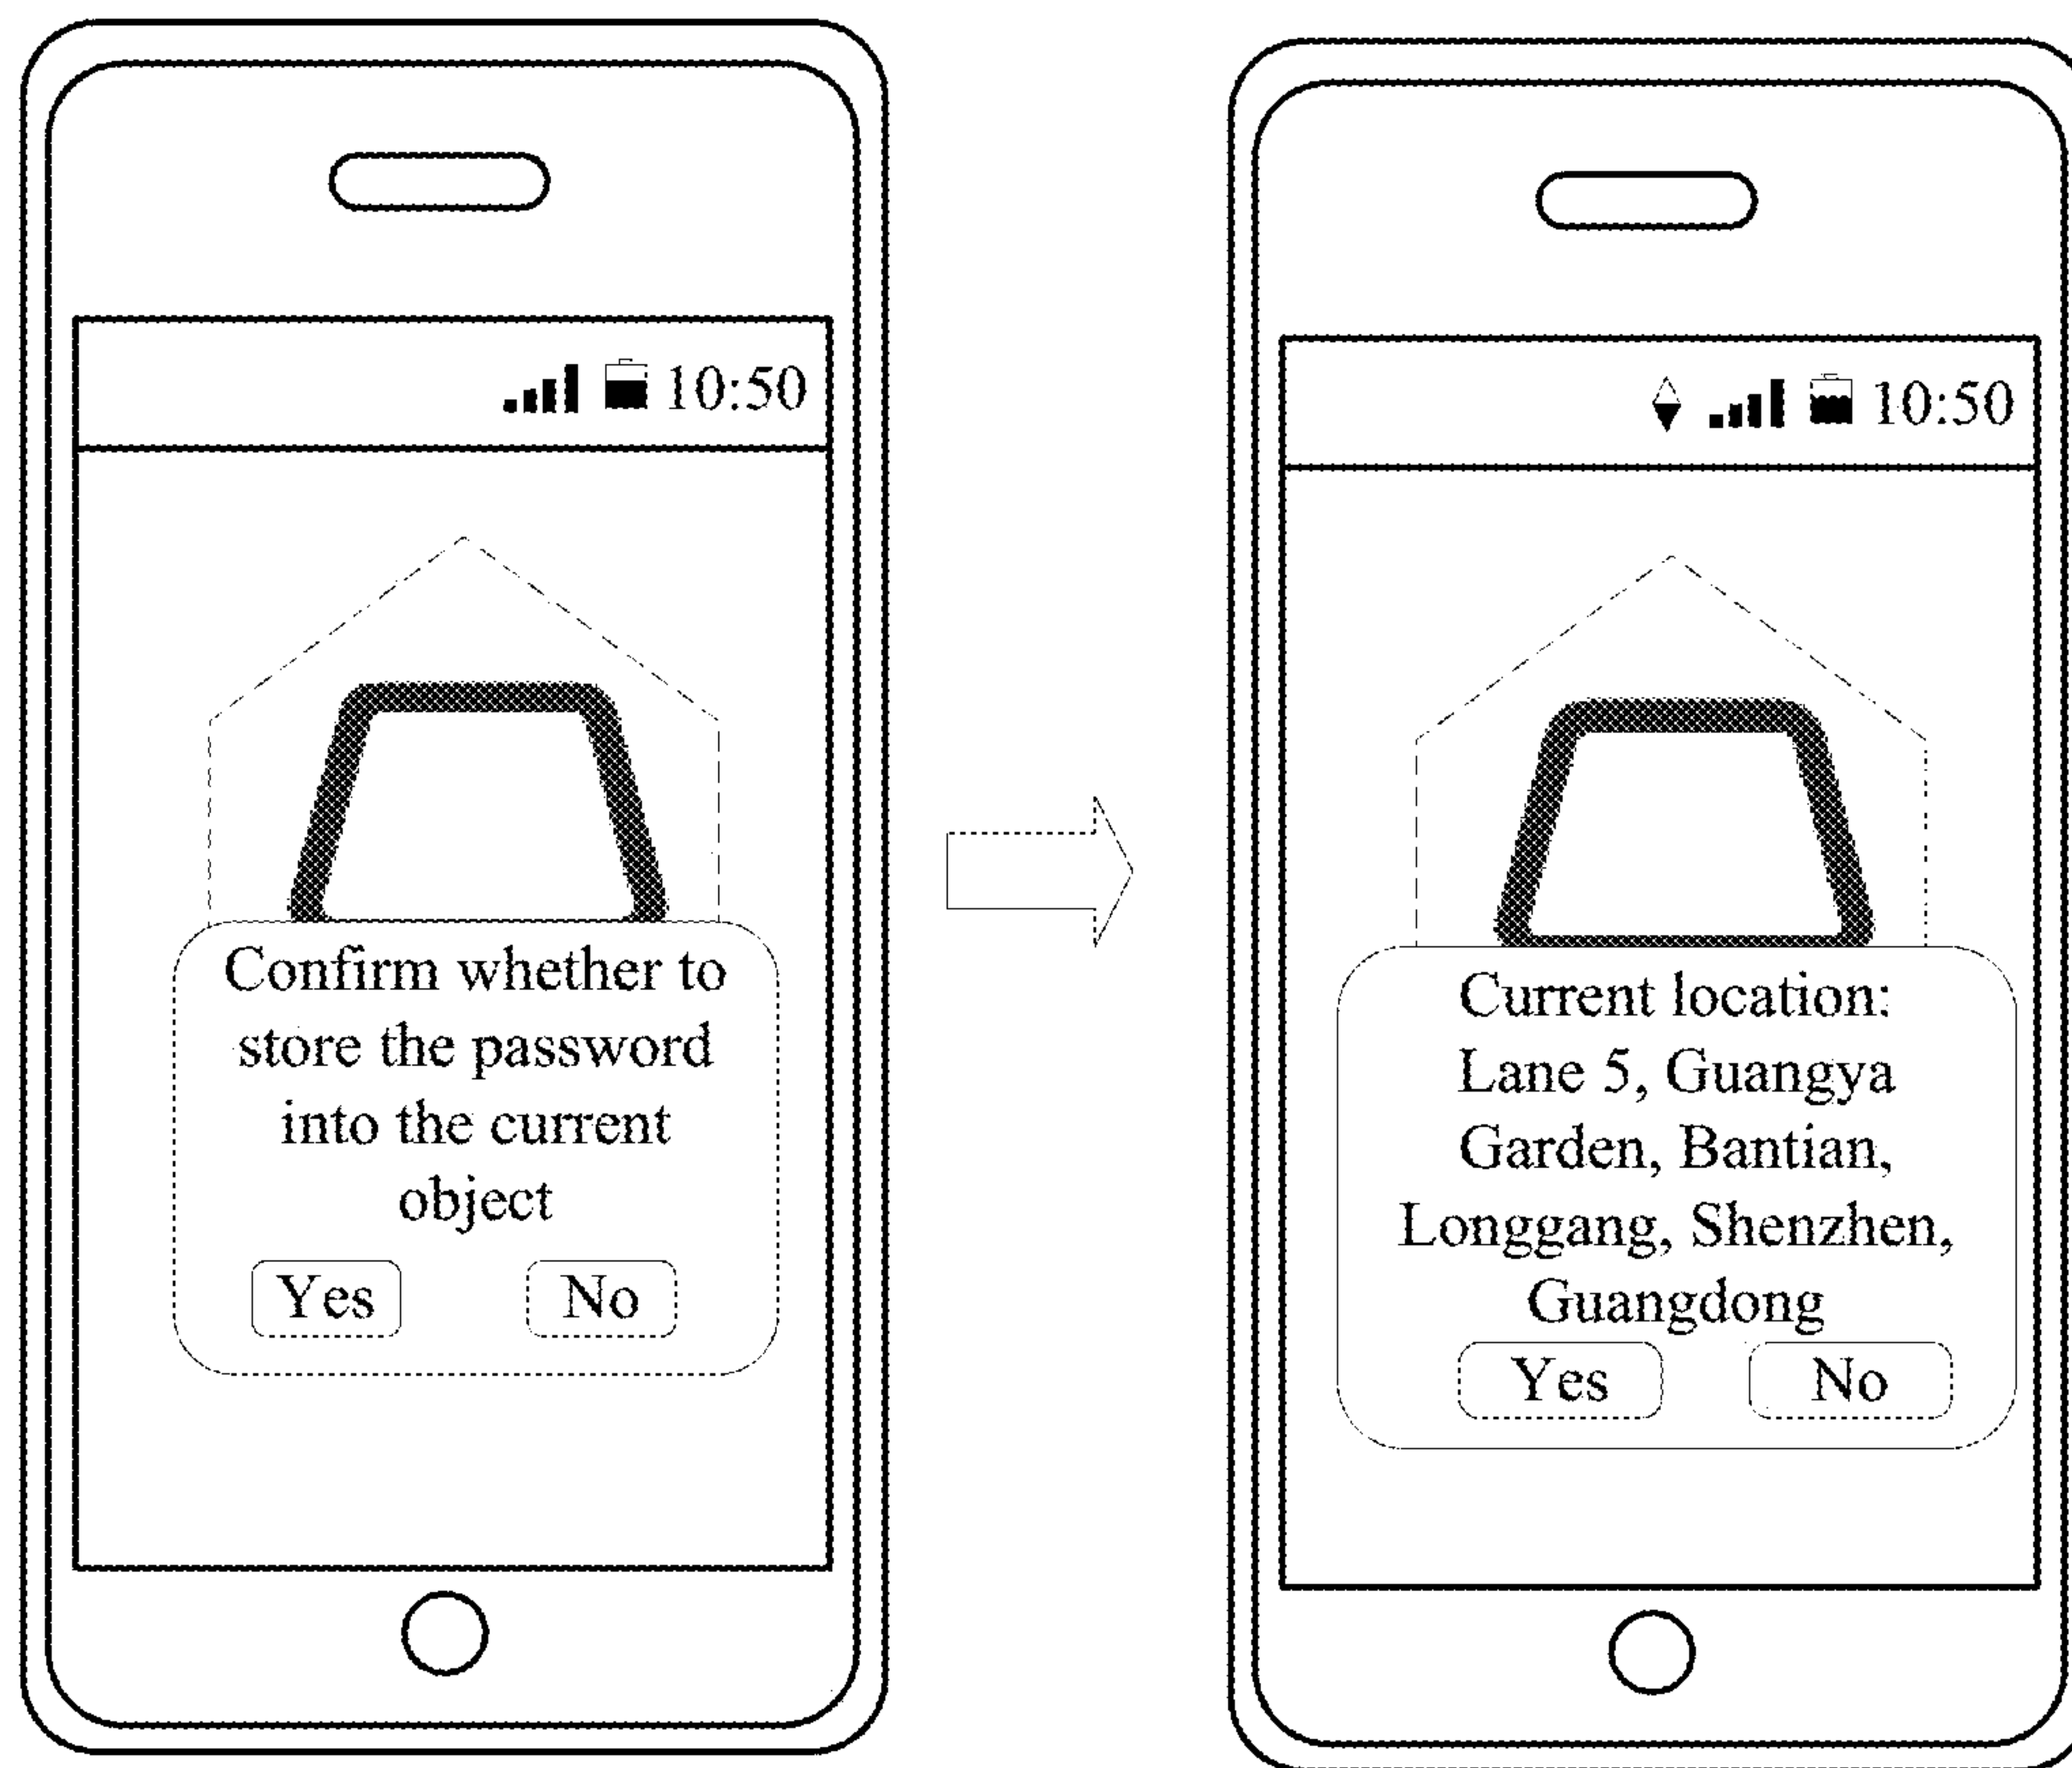 10:50
Confirm whether to
store the password
into the current
object
Yes No
10:50
Current location:
Lane 5, Guangya
Garden, Bantian,
Longgang, Shenzhen,
Guangdong
Yes No